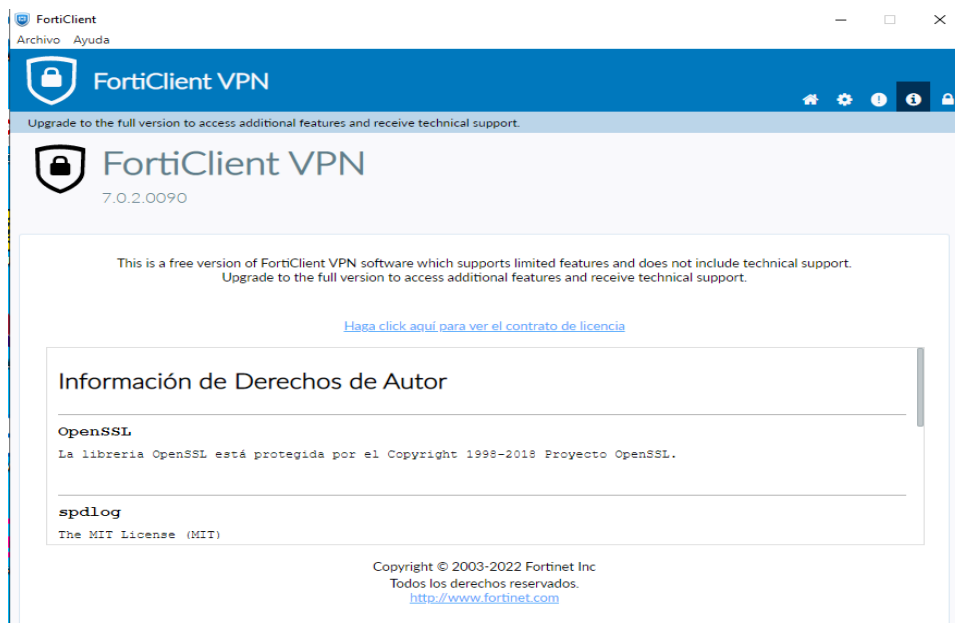 FortiClient
Archivo Ayuda
FortiClient VPN
Upgrade to the full version to access additional features and receive technical support.
FortiClient VPN
7.0.2.0090
This is a free version of FortiClient VPN software which supports limited features and does not include technical support.
Upgrade to the full version to access additional features and receive technical support.
Haga click aquí para ver el contrato de licencia
Información de Derechos de Autor
OpenSSL
La libreria OpenSSL está protegida por el Copyright 1998-2018 Proyecto OpenSSL.
spdlog
The MIT License (MIT)
Copyright © 2003-2022 Fortinet Inc
Todos los derechos reservados.
http://www.fortinet.com